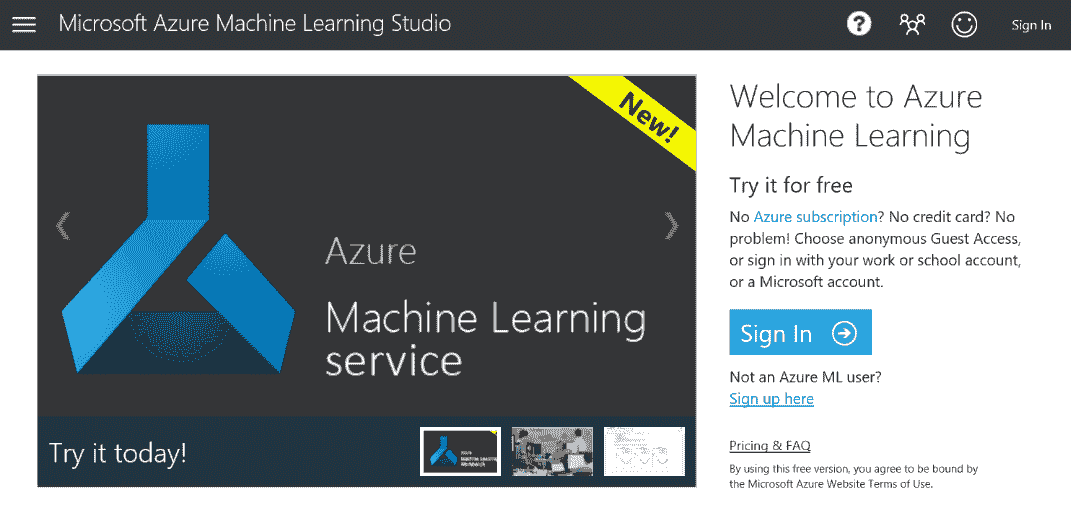 Microsoft Azure Machine Learning Studio
Sign In
New!
Azure
Machine Learning
service
Try it today!
Welcome to Azure
Machine Learning
Try it for free
No Azure subscription? No credit card? No
problem! Choose anonymous Guest Access,
or sign in with your work or school account,
or a Microsoft account.
Sign In
Not an Azure ML user?
Sign up here
Pricing & FAQ
By using this free version, you agree to be bound by
the Microsoft Azure Website Terms of Use.